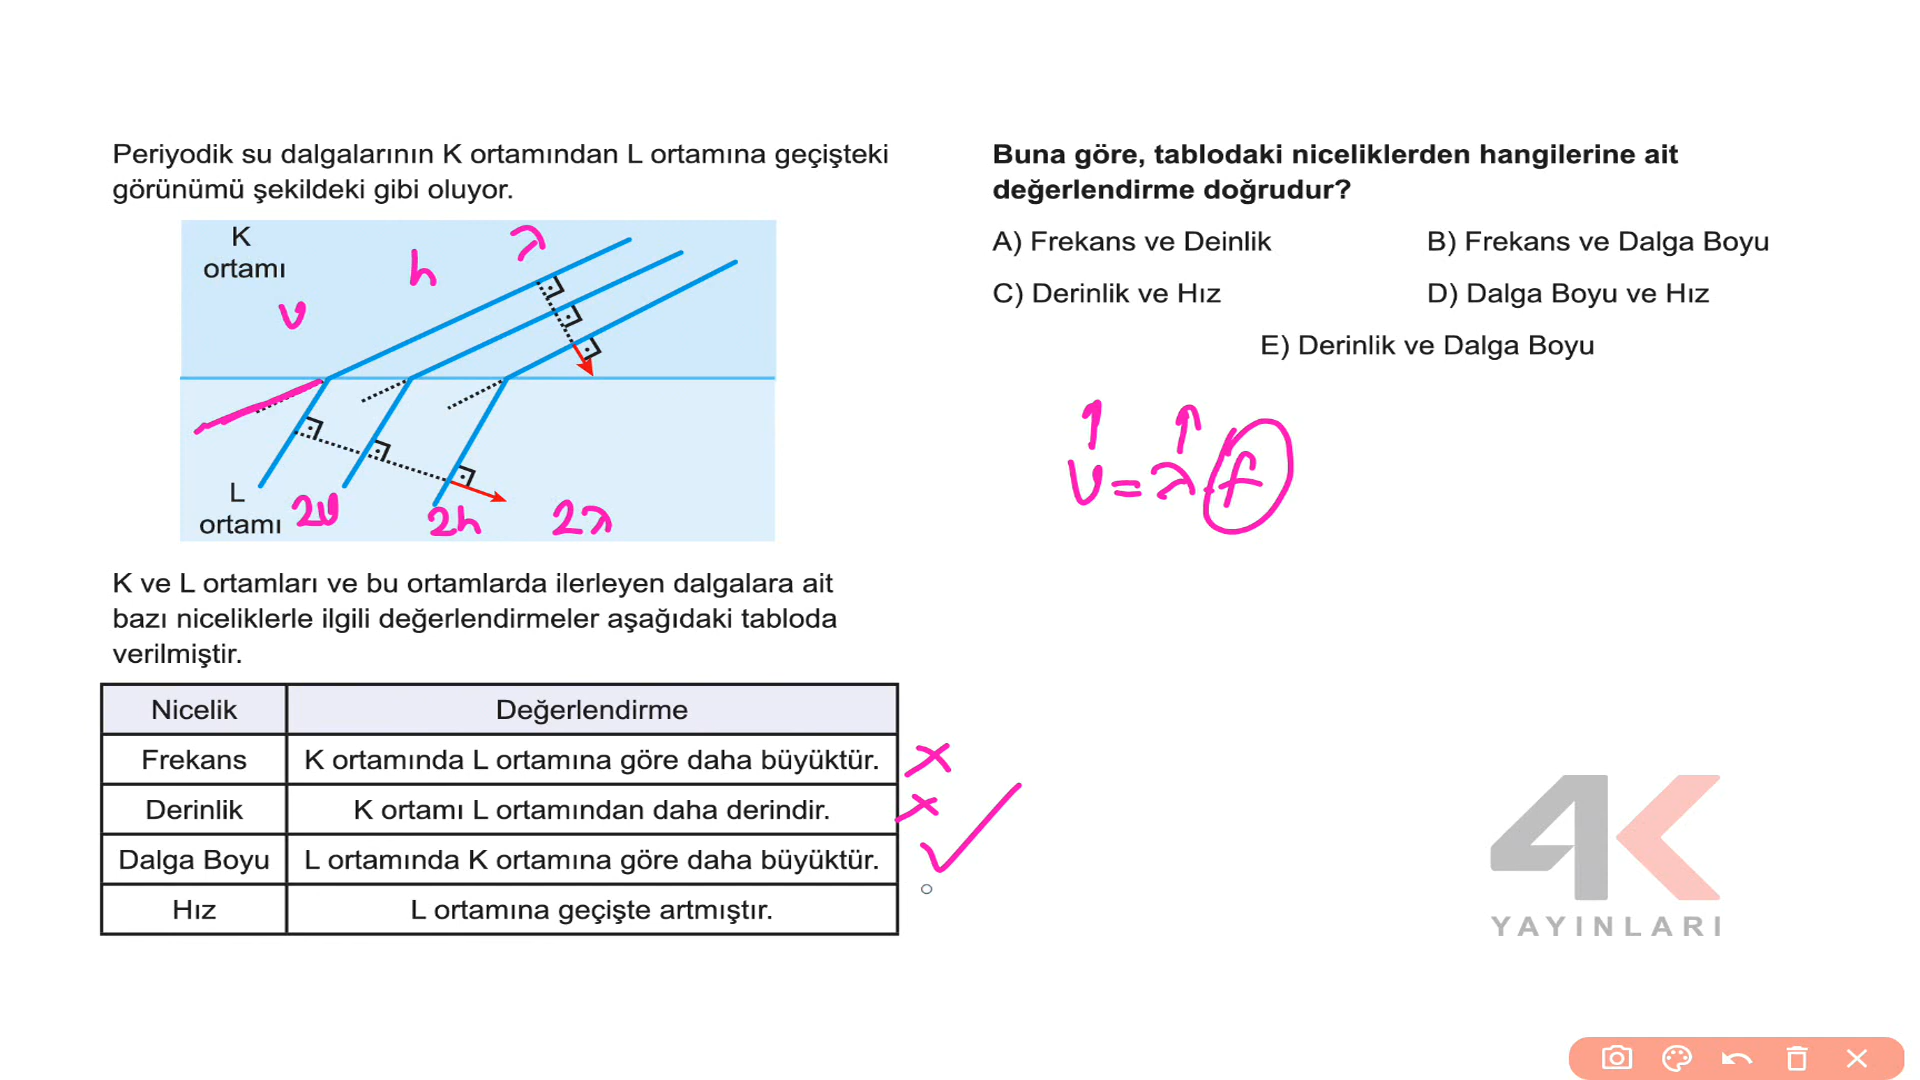 Periyodik su dalgalarının K ortamından L ortamına geçişteki
görünümü şekildeki gibi oluyor.
K
ortamı
h
λ
v
L
ortamı
2v
2h
2λ
K ve L ortamları ve bu ortamlarda ilerleyen dalgalara ait
bazı niceliklerle ilgili değerlendirmeler aşağıdaki tabloda
verilmiştir.
Nicelik Değerlendirme
Frekans K ortamında L ortamına göre daha büyüktür.
Derinlik K ortamı L ortamından daha derindir.
Dalga Boyu L ortamında K ortamına göre daha büyüktür.
Hız L ortamına geçişte artmıştır.
Buna göre, tablodaki niceliklerden hangilerine ait
değerlendirme doğrudur?
A) Frekans ve Deinlik B) Frekans ve Dalga Boyu
C) Derinlik ve Hız D) Dalga Boyu ve Hız
E) Derinlik ve Dalga Boyu
v = λ.f
4K
YAYINLARI